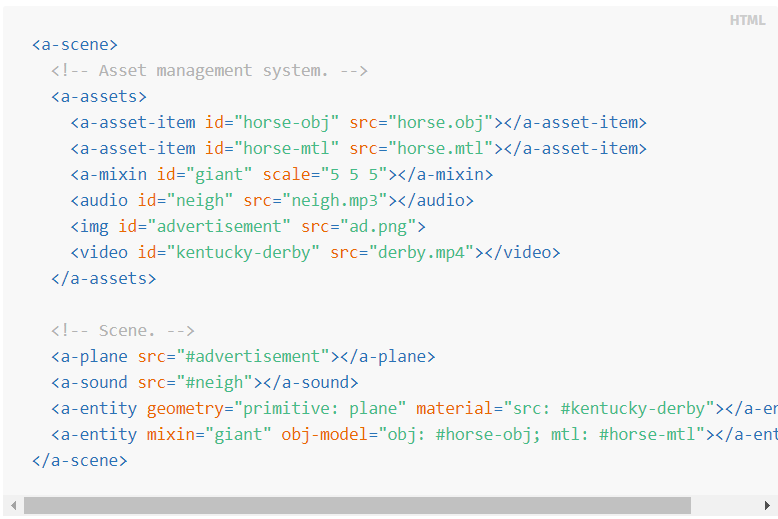 HTML
<a-scene>
<!-- Asset management system. -->
<a-assets>
<a-asset-item id="horse-obj" src="horse.obj"></a-asset-item>
<a-asset-item id="horse-mtl" src="horse.mtl"></a-asset-item>
<a-mixin id="giant" scale="5 5 5"></a-mixin>
<audio id="neigh" src="neigh.mp3"></audio>
<img id="advertisement" src="ad.png">
<video id="kentucky-derby" src="derby.mp4"></video>
</a-assets>
<!-- Scene. -->
<a-plane src="#advertisement"></a-plane>
<a-sound src="#neigh"></a-sound>
<a-entity geometry="primitive: plane" material="src: #kentucky-derby"></a-en
<a-entity mixin="giant" obj-model="obj: #horse-obj; mtl: #horse-mtl"></a-ent
</a-scene>